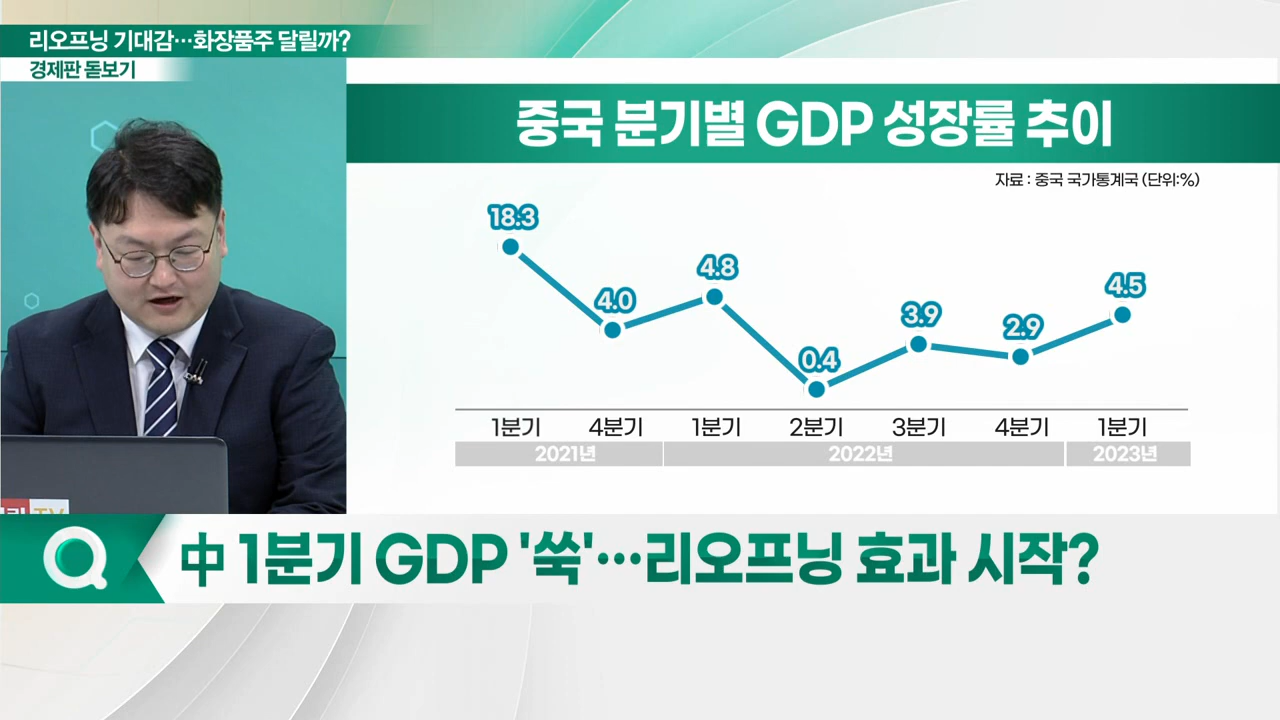 리오프닝 기대감…화장품주 달릴까?
경제판 돋보기
중국 분기별 GDP 성장률 추이
자료 : 중국 국가통계국 (단위:%)
18.3
4.0
4.8
0.4
3.9
2.9
4.5
1분기 4분기 1분기 2분기 3분기 4분기 1분기
2021년 2022년 2023년
TV
中 1분기 GDP '쑥'…리오프닝 효과 시작?